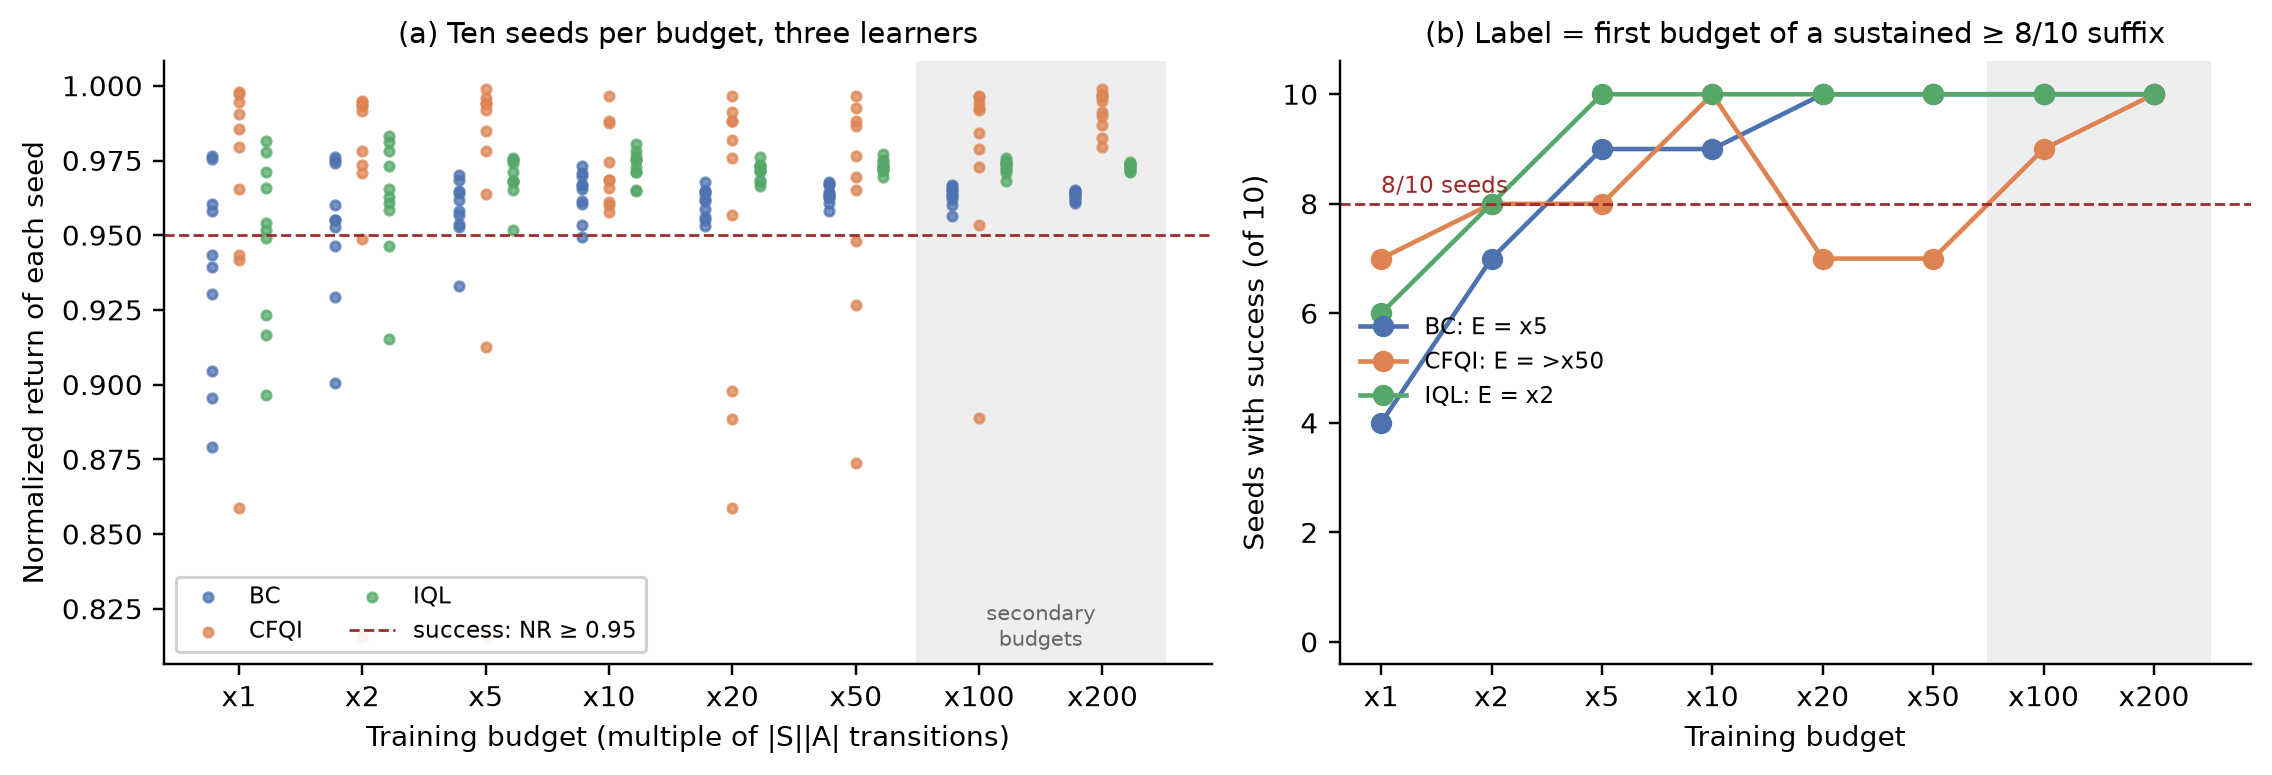 (a) Ten seeds per budget, three learners
Normalized return of each seed
1.000
0.975
0.950
0.925
0.900
0.875
0.850
0.825
BC
CFQI
IQL
success: NR ≥ 0.95
secondary
budgets
x1 x2 x5 x10 x20 x50 x100 x200
Training budget (multiple of |S||A| transitions)
(b) Label = first budget of a sustained ≥ 8/10 suffix
Seeds with success (of 10)
10
8
6
4
2
0
8/10 seeds
BC: E = x5
CFQI: E = >x50
IQL: E = x2
x1 x2 x5 x10 x20 x50 x100 x200
Training budget